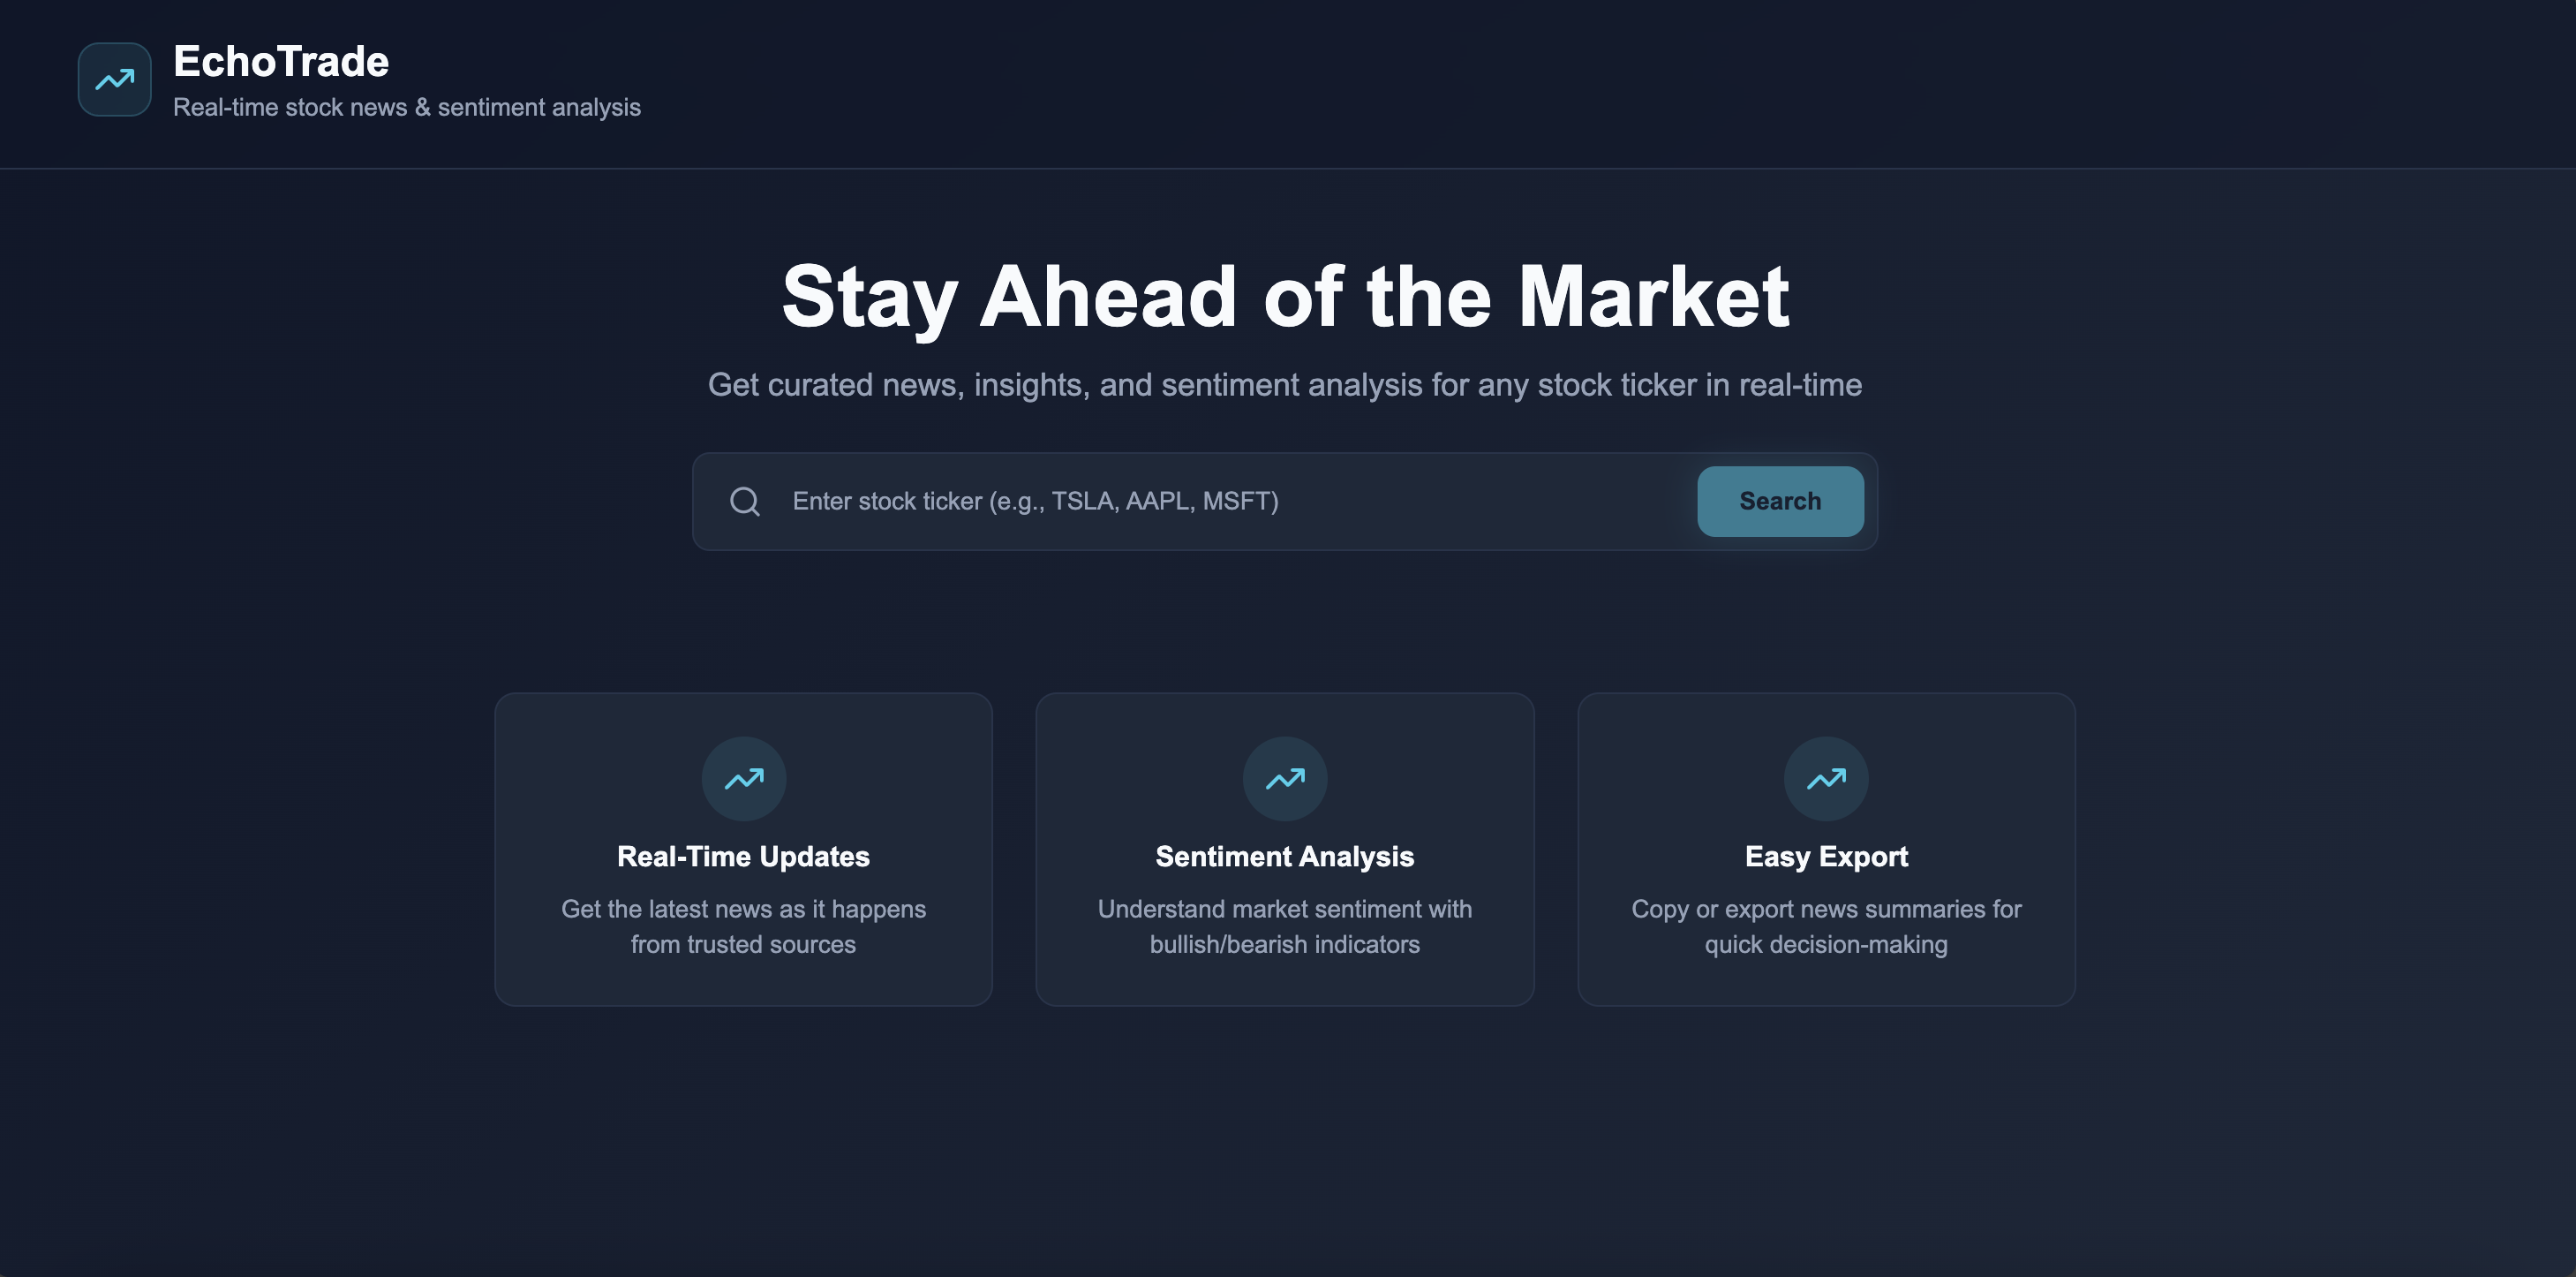 EchoTrade
Real-time stock news & sentiment analysis
Stay Ahead of the Market
Get curated news, insights, and sentiment analysis for any stock ticker in real-time
Enter stock ticker (e.g., TSLA, AAPL, MSFT)
Search
Real-Time Updates
Get the latest news as it happens
from trusted sources
Sentiment Analysis
Understand market sentiment with
bullish/bearish indicators
Easy Export
Copy or export news summaries for
quick decision-making